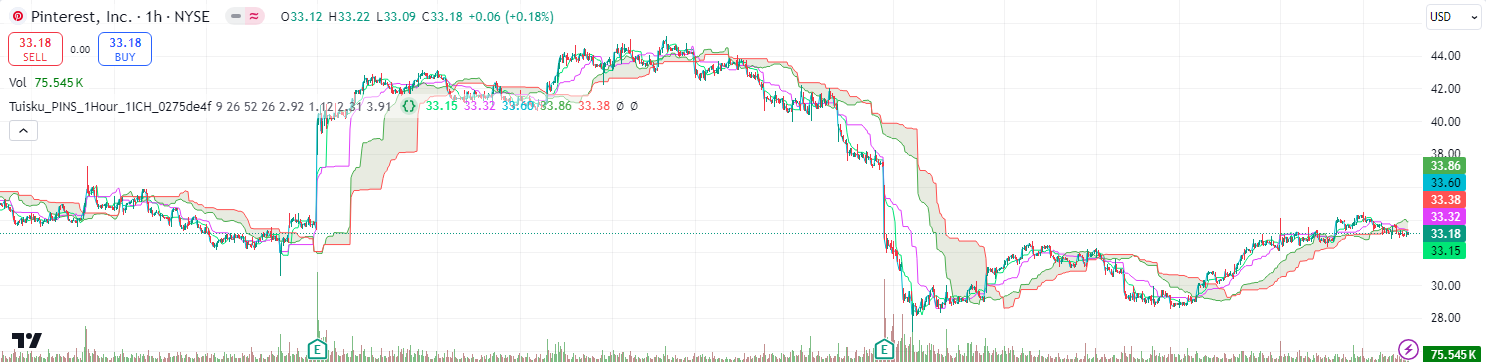 Pinterest, Inc. · 1h · NYSE O33.12 H33.22 L33.09 C33.18 +0.06 (+0.18%)
USD
33.18 SELL 0.00 33.18 BUY
Vol 75.545 K
Tuisku_PINS_1Hour_1ICH_0275de4f 9 26 52 26 2.92 1.12 2.31 3.91 {} 33.15 33.32 33.60 33.86 33.38 ∅ ∅
44.00
42.00
40.00
38.00
33.86
33.60
33.38
33.32
33.18
33.15
30.00
28.00
E E
75.545 K